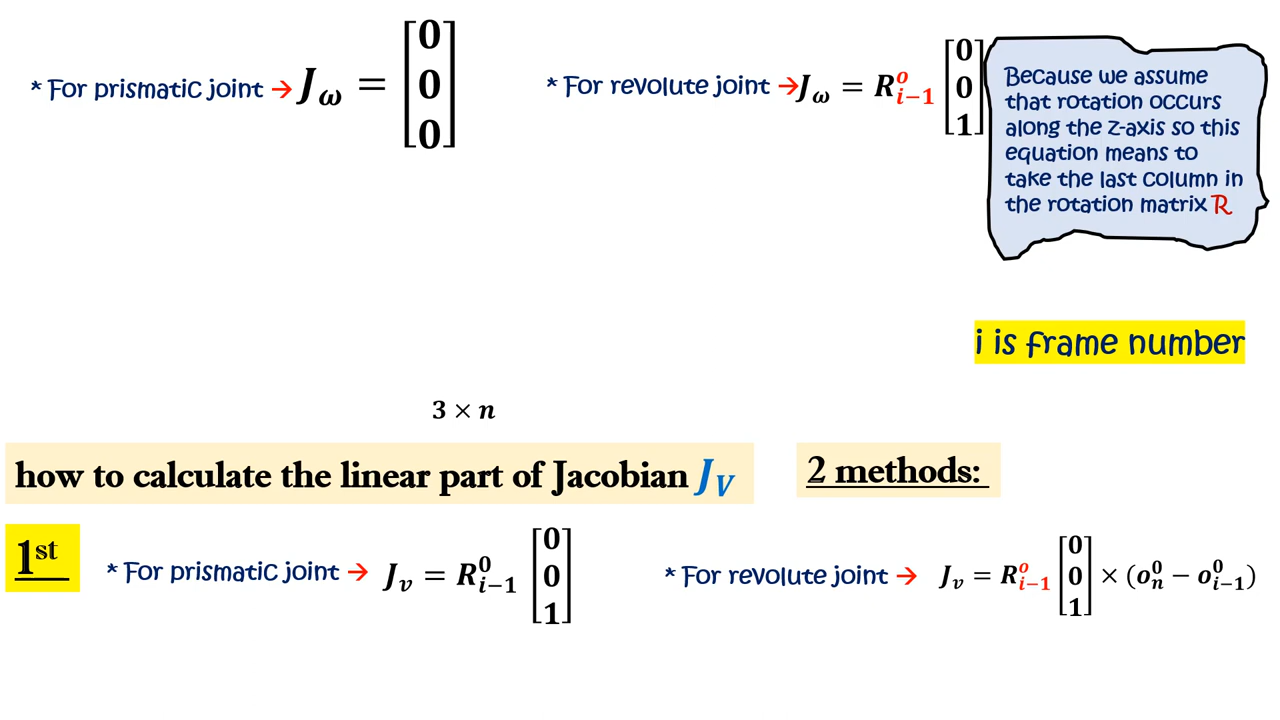 * For prismatic joint → J_ω = [0 0 0]
* For revolute joint → J_ω = R^o_{i−1} [0 0 1]
Because we assume
that rotation occurs
along the z-axis so this
equation means to
take the last column in
the rotation matrix R
i is frame number
3 × n
how to calculate the linear part of Jacobian J_V
2 methods:
1st
* For prismatic joint → J_v = R^0_{i−1} [0 0 1]
* For revolute joint → J_v = R^o_{i−1} [0 0 1] × (o^0_n − o^0_{i−1})